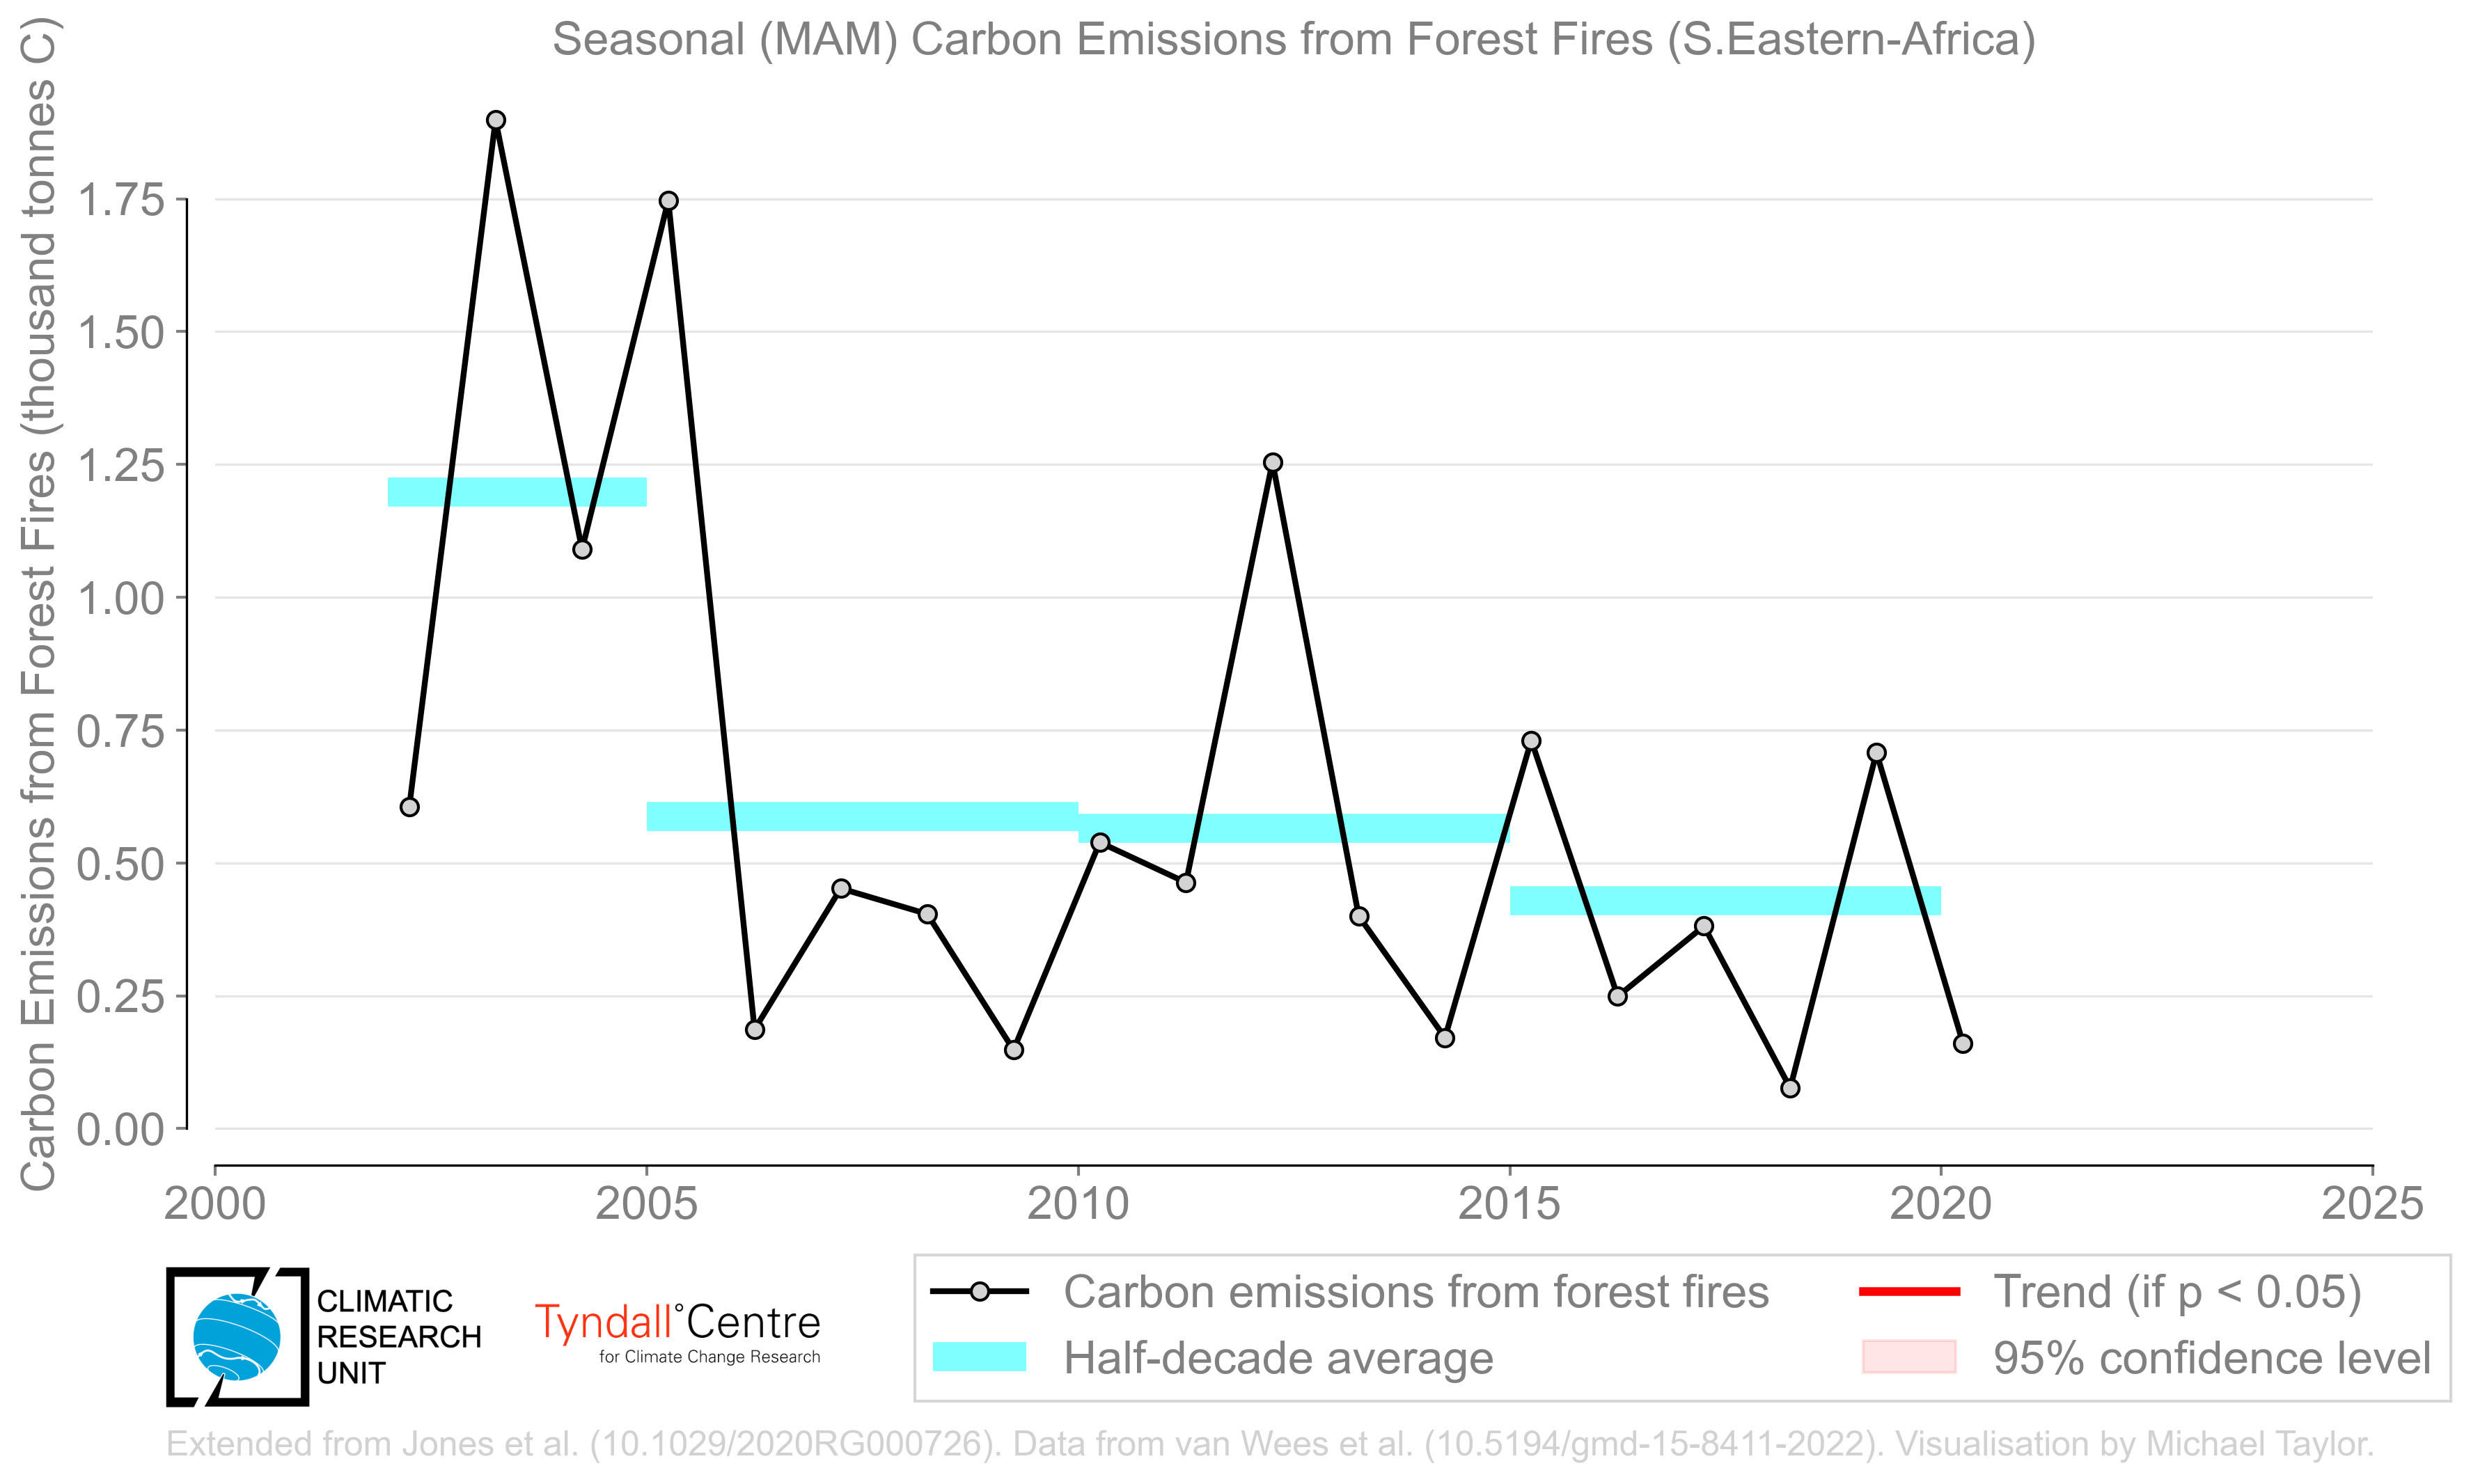 Seasonal (MAM) Carbon Emissions from Forest Fires (S.Eastern-Africa)
Carbon Emissions from Forest Fires (thousand tonnes C)
1.75
1.50
1.25
1.00
0.75
0.50
0.25
0.00
2000 2005 2010 2015 2020 2025
CLIMATIC
RESEARCH
UNIT
Tyndall°Centre
for Climate Change Research
Carbon emissions from forest fires
Half-decade average
Trend (if p < 0.05)
95% confidence level
Extended from Jones et al. (10.1029/2020RG000726). Data from van Wees et al. (10.5194/gmd-15-8411-2022). Visualisation by Michael Taylor.